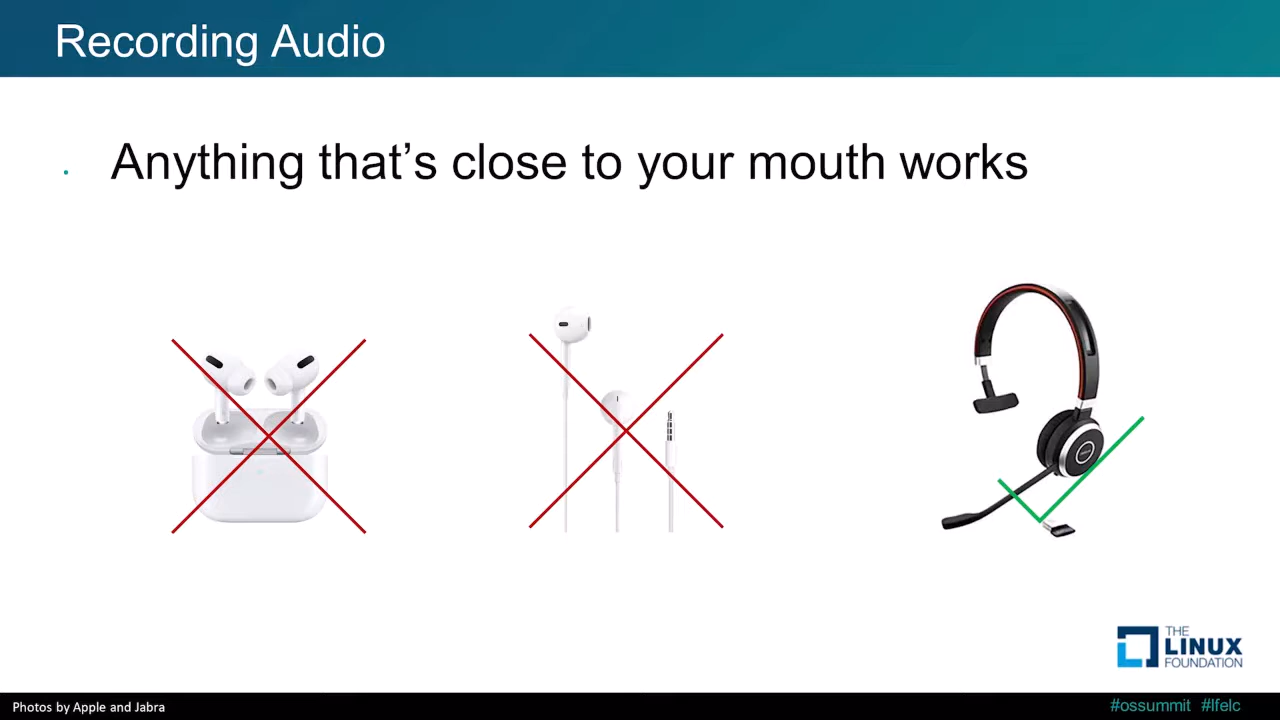 Recording Audio
• Anything that’s close to your mouth works
THE
LINUX
FOUNDATION
Photos by Apple and Jabra
#ossummit #lfelc